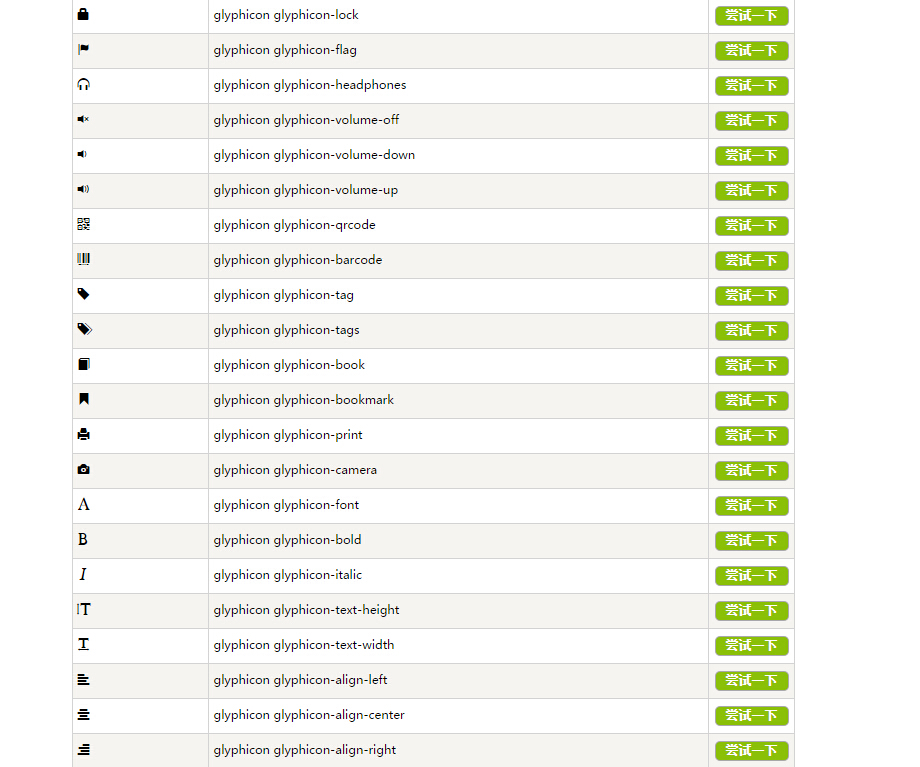 glyphicon glyphicon-lock 尝试一下
glyphicon glyphicon-flag 尝试一下
glyphicon glyphicon-headphones 尝试一下
glyphicon glyphicon-volume-off 尝试一下
glyphicon glyphicon-volume-down 尝试一下
glyphicon glyphicon-volume-up 尝试一下
glyphicon glyphicon-qrcode 尝试一下
glyphicon glyphicon-barcode 尝试一下
glyphicon glyphicon-tag 尝试一下
glyphicon glyphicon-tags 尝试一下
glyphicon glyphicon-book 尝试一下
glyphicon glyphicon-bookmark 尝试一下
glyphicon glyphicon-print 尝试一下
glyphicon glyphicon-camera 尝试一下
A glyphicon glyphicon-font 尝试一下
B glyphicon glyphicon-bold 尝试一下
I glyphicon glyphicon-italic 尝试一下
T glyphicon glyphicon-text-height 尝试一下
T glyphicon glyphicon-text-width 尝试一下
glyphicon glyphicon-align-left 尝试一下
glyphicon glyphicon-align-center 尝试一下
glyphicon glyphicon-align-right 尝试一下